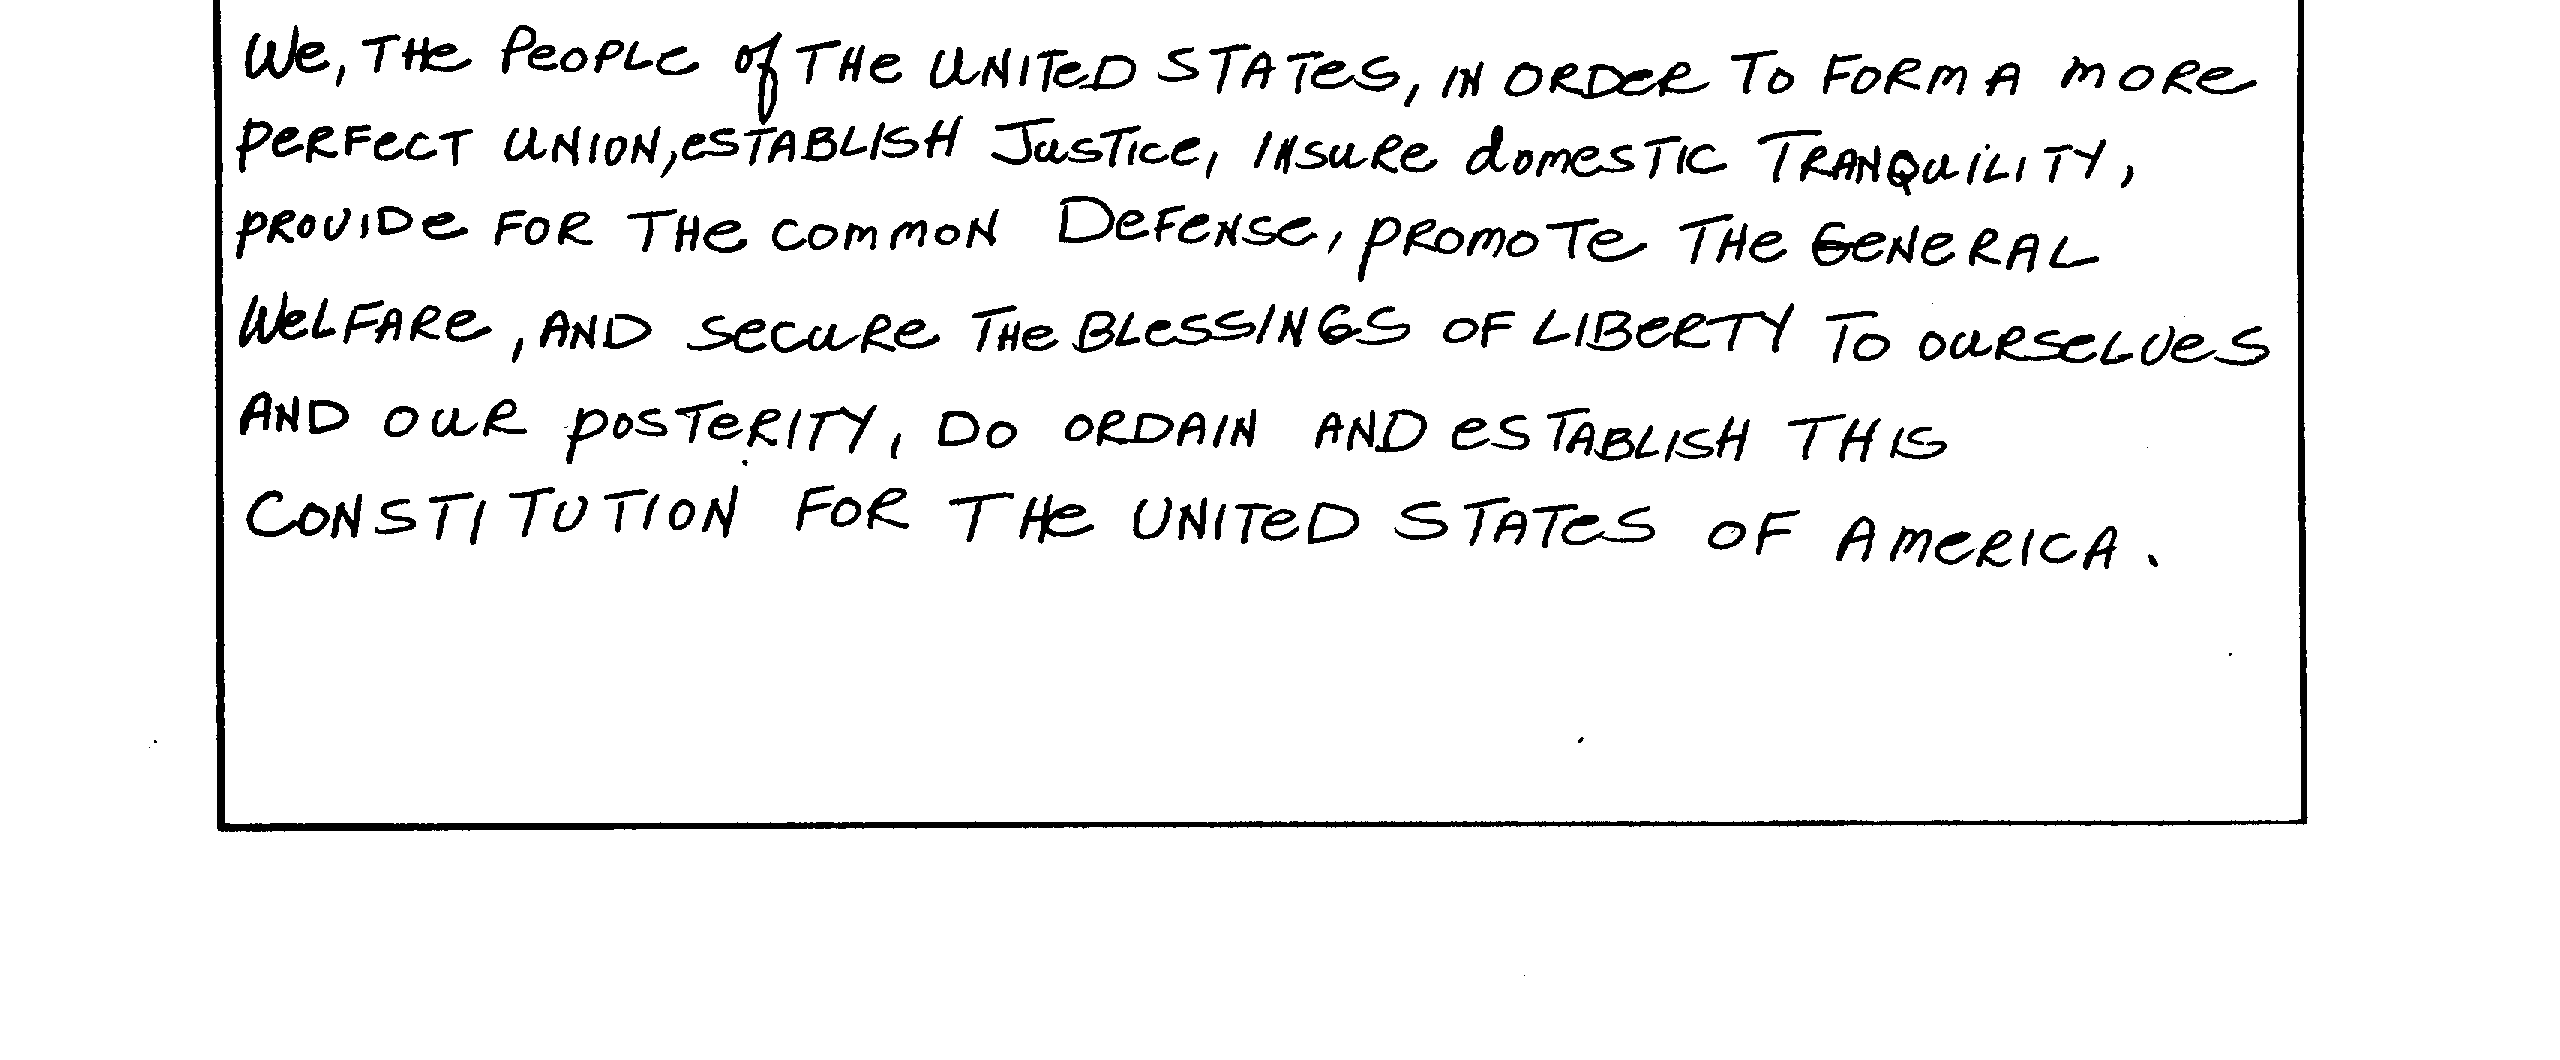 We, THe PeOPLe of THe UNITeD STATeS, IN ORDeR To FORM A MORe
PeRFecT UNION, eSTABLISH JuSTIce, INSuRe domeSTIC TRANQuiLITY,
PROVIDe FOR THe common DeFeNSe, PROMOTe THe GeNeRAL
WeLFARe, AND SecuRe THe BLeSSINGS OF LIBeRTY To ouRSeLVeS
AND OuR POSTeRITY, DO ORDAIN AND eSTABLISH THIS
CONSTITUTION FOR THe UNITeD STATeS OF AMeRICA.